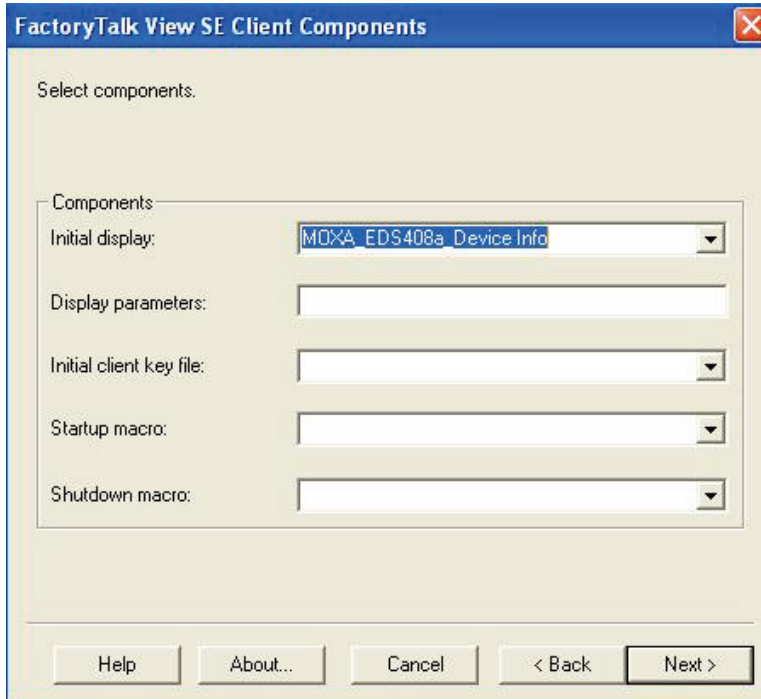 FactoryTalk View SE Client Components
Select components.
Components
Initial display: MOXA_EDS408a_Device Info
Display parameters:
Initial client key file:
Startup macro:
Shutdown macro:
Help About... Cancel < Back Next >